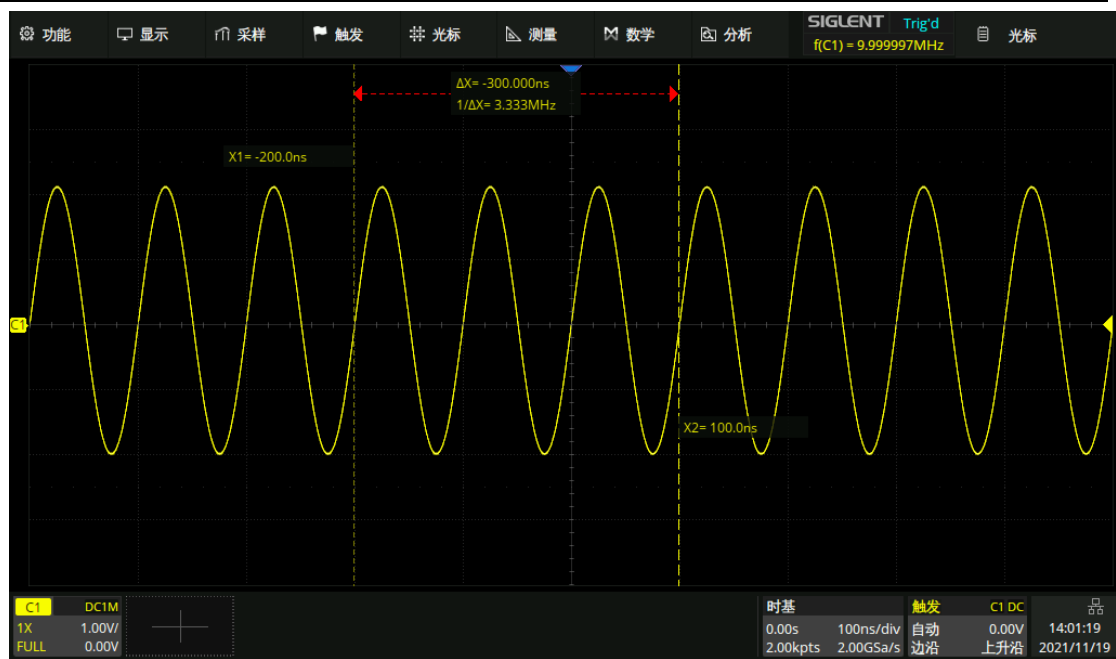 功能 显示 采样 触发 光标 测量 数学 分析 SIGLENT Trig'd 光标
f(C1) = 9.999997MHz
ΔX= -300.000ns
1/ΔX= 3.333MHz
X1= -200.0ns
C1
X2= 100.0ns
C1 DC1M
1X 1.00V/
FULL 0.00V
时基
0.00s 100ns/div
2.00kpts 2.00GSa/s
触发 C1 DC
自动 0.00V
边沿 上升沿
14:01:19
2021/11/19